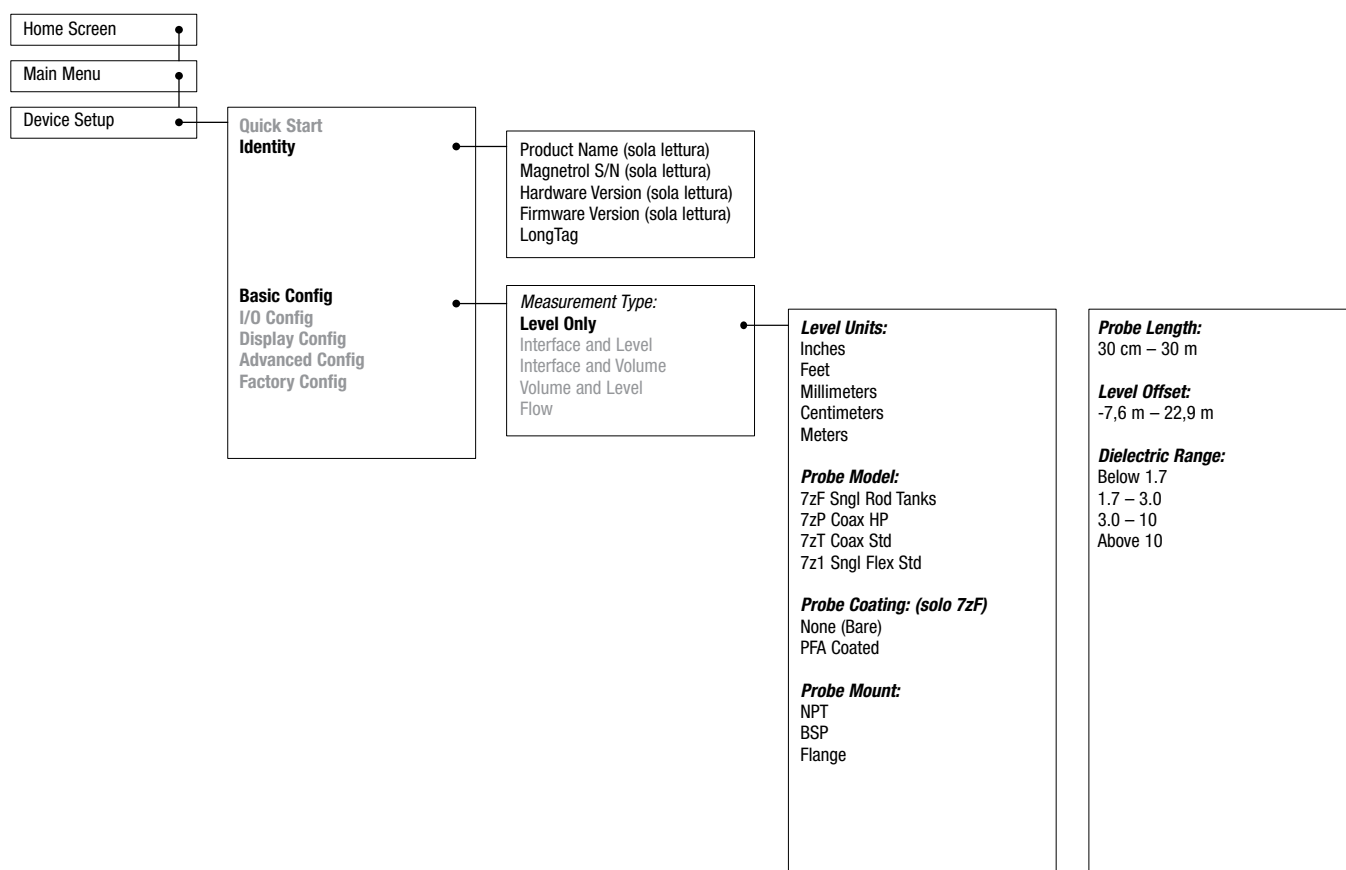 Home Screen
Main Menu
Device Setup
Quick Start
Identity
Basic Config
I/O Config
Display Config
Advanced Config
Factory Config
Product Name (sola lettura)
Magnetrol S/N (sola lettura)
Hardware Version (sola lettura)
Firmware Version (sola lettura)
LongTag
Measurement Type:
Level Only
Interface and Level
Interface and Volume
Volume and Level
Flow
Level Units:
Inches
Feet
Millimeters
Centimeters
Meters
Probe Model:
7zF Sngl Rod Tanks
7zP Coax HP
7zT Coax Std
7z1 Sngl Flex Std
Probe Coating: (solo 7zF)
None (Bare)
PFA Coated
Probe Mount:
NPT
BSP
Flange
Probe Length:
30 cm – 30 m
Level Offset:
-7,6 m – 22,9 m
Dielectric Range:
Below 1.7
1.7 – 3.0
3.0 – 10
Above 10